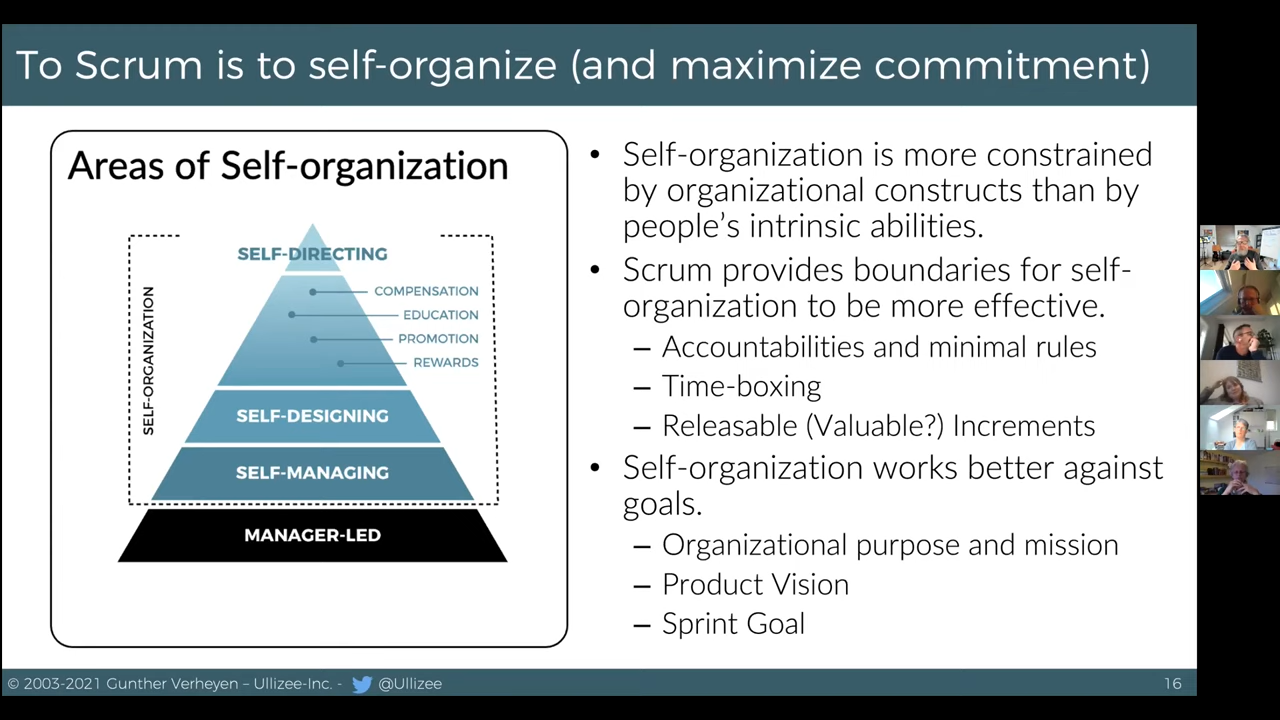 To Scrum is to self-organize (and maximize commitment)
Areas of Self-organization
SELF-ORGANIZATION
SELF-DIRECTING
COMPENSATION
EDUCATION
PROMOTION
REWARDS
SELF-DESIGNING
SELF-MANAGING
MANAGER-LED
• Self-organization is more constrained
by organizational constructs than by
people’s intrinsic abilities.
• Scrum provides boundaries for self-
organization to be more effective.
– Accountabilities and minimal rules
– Time-boxing
– Releasable (Valuable?) Increments
• Self-organization works better against
goals.
– Organizational purpose and mission
– Product Vision
– Sprint Goal
© 2003-2021 Gunther Verheyen – Ullizee-Inc. - @Ullizee
16